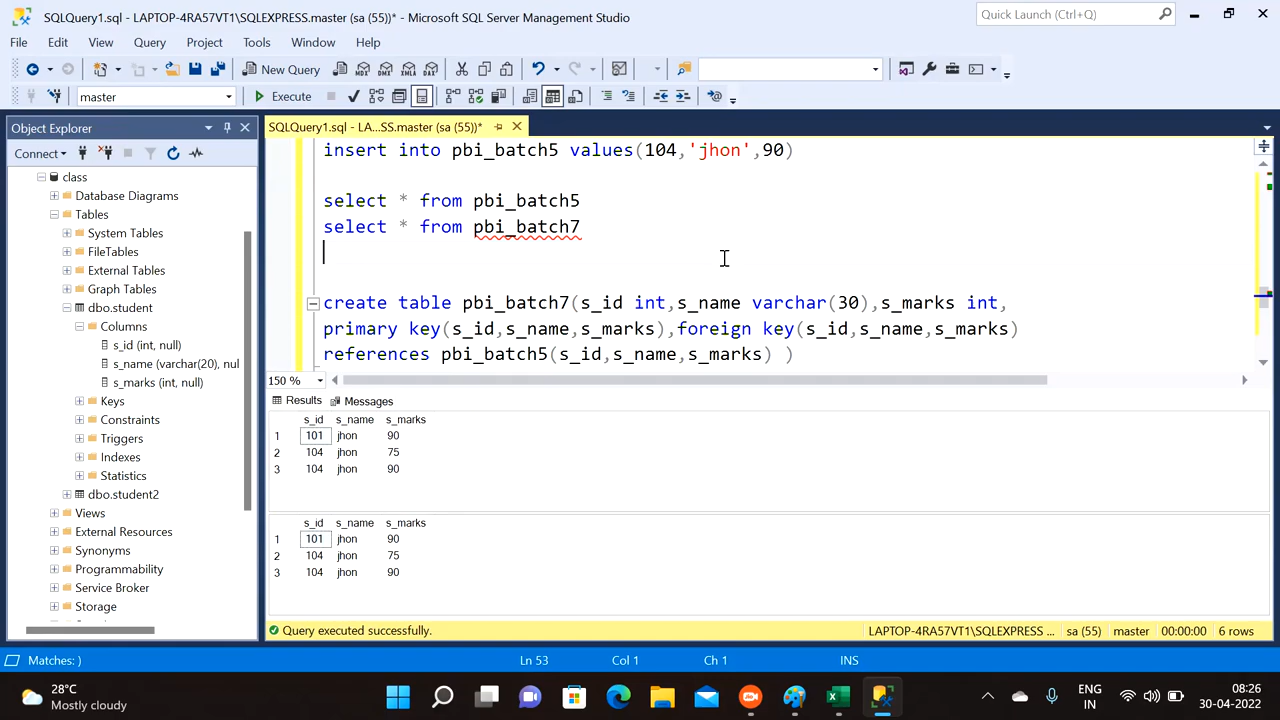 SQLQuery1.sql - LAPTOP-4RA57VT1\SQLEXPRESS.master (sa (55))* - Microsoft SQL Server Management Studio
Quick Launch (Ctrl+Q)
File Edit View Query Project Tools Window Help
New Query
master
Execute
Object Explorer
SQLQuery1.sql - LA...SS.master (sa (55))*
Connect
class
Database Diagrams
Tables
System Tables
FileTables
External Tables
Graph Tables
dbo.student
Columns
s_id (int, null)
s_name (varchar(20), nul
s_marks (int, null)
Keys
Constraints
Triggers
Indexes
Statistics
dbo.student2
Views
External Resources
Synonyms
Programmability
Service Broker
Storage
insert into pbi_batch5 values(104,'jhon',90)
select * from pbi_batch5
select * from pbi_batch7
create table pbi_batch7(s_id int,s_name varchar(30),s_marks int,
primary key(s_id,s_name,s_marks),foreign key(s_id,s_name,s_marks)
references pbi_batch5(s_id,s_name,s_marks) )
150 %
Results Messages
s_id s_name s_marks
1 101 jhon 90
2 104 jhon 75
3 104 jhon 90
s_id s_name s_marks
1 101 jhon 90
2 104 jhon 75
3 104 jhon 90
Query executed successfully.
LAPTOP-4RA57VT1\SQLEXPRESS ... sa (55) master 00:00:00 6 rows
Matches: ) Ln 53 Col 1 Ch 1 INS
28°C
Mostly cloudy
ENG
IN
08:26
30-04-2022